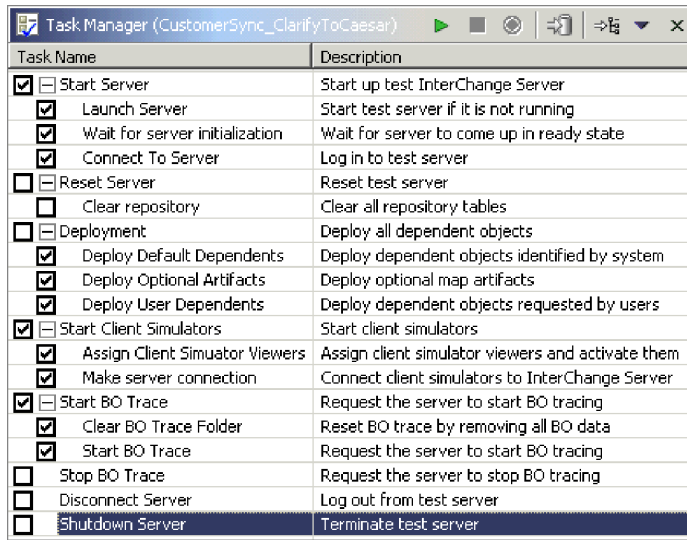 Task Manager (CustomerSync_ClarifyToCaesar)
Task Name Description
Start Server Start up test InterChange Server
Launch Server Start test server if it is not running
Wait for server initialization Wait for server to come up in ready state
Connect To Server Log in to test server
Reset Server Reset test server
Clear repository Clear all repository tables
Deployment Deploy all dependent objects
Deploy Default Dependents Deploy dependent objects identified by system
Deploy Optional Artifacts Deploy optional map artifacts
Deploy User Dependents Deploy dependent objects requested by users
Start Client Simulators Start client simulators
Assign Client Simuator Viewers Assign client simulator viewers and activate them
Make server connection Connect client simulators to InterChange Server
Start BO Trace Request the server to start BO tracing
Clear BO Trace Folder Reset BO trace by removing all BO data
Start BO Trace Request the server to start BO tracing
Stop BO Trace Request the server to stop BO tracing
Disconnect Server Log out from test server
Shutdown Server Terminate test server